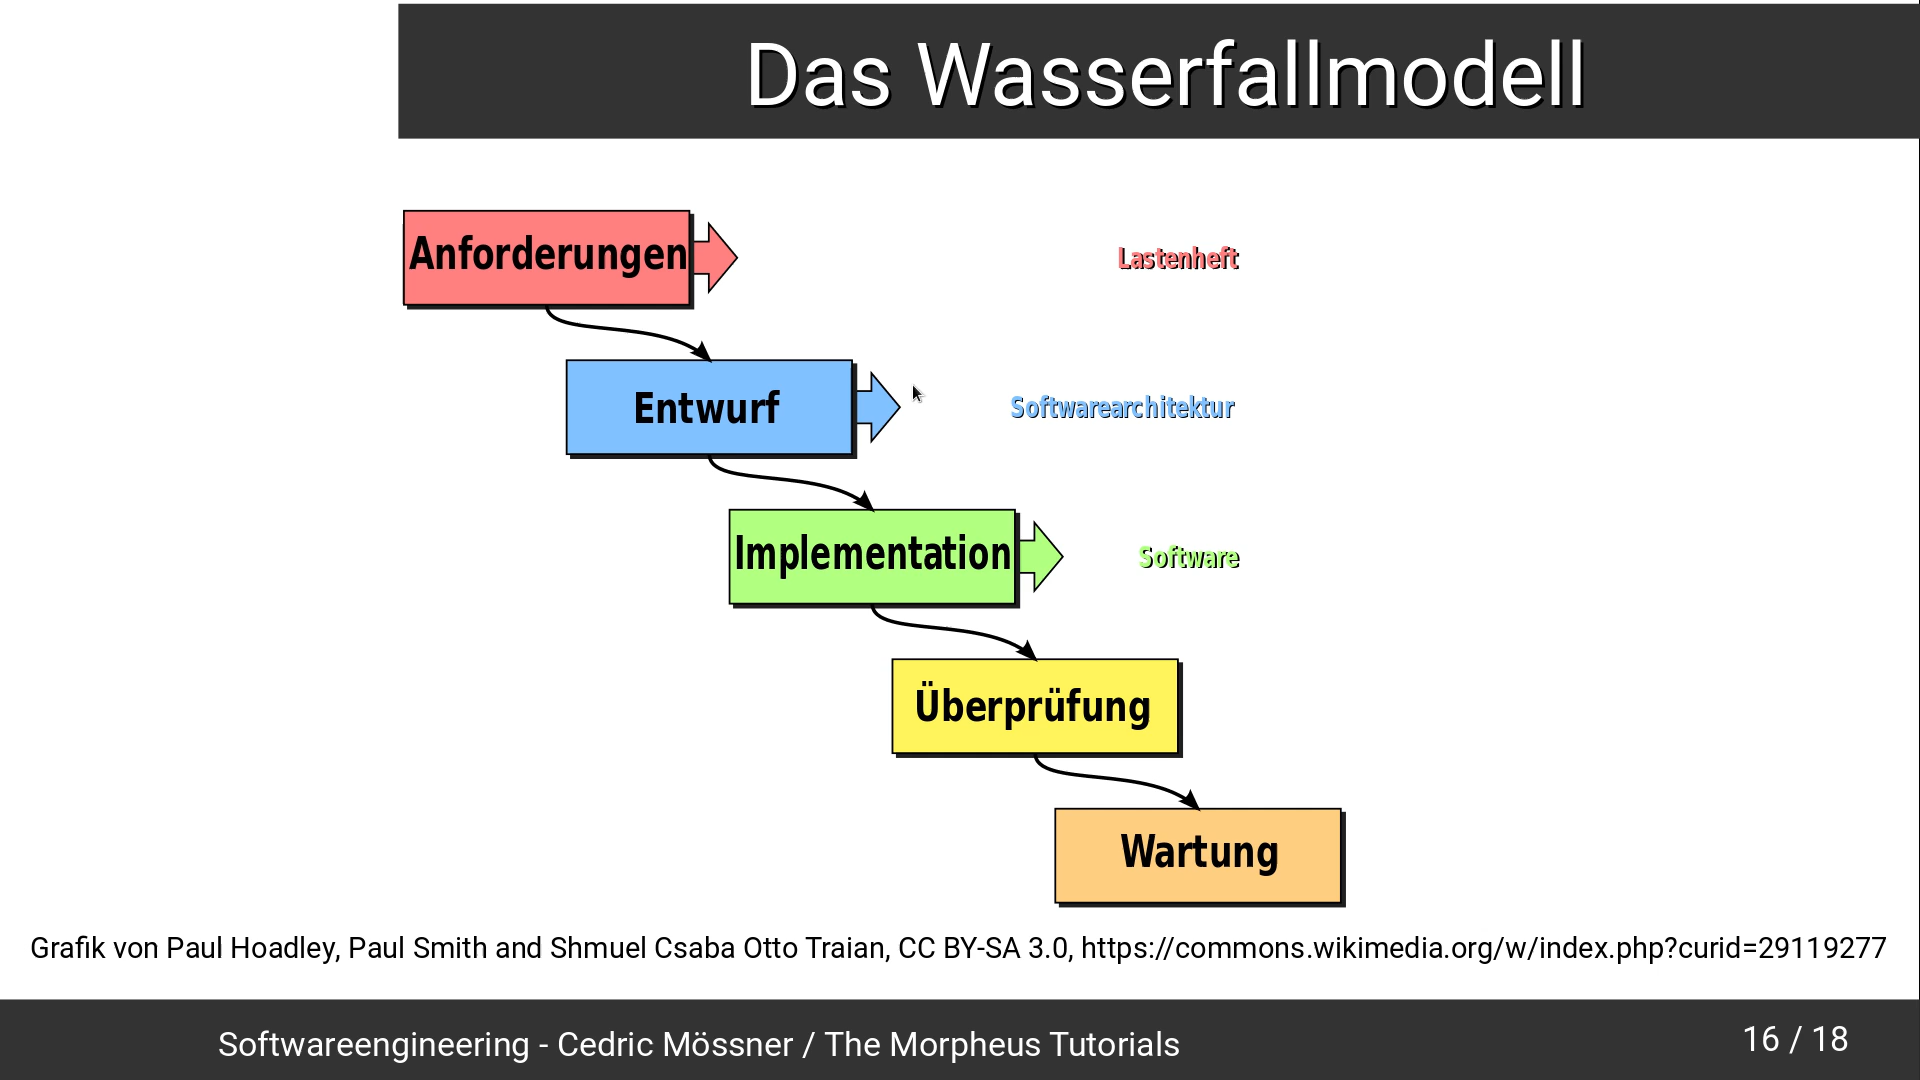 Das Wasserfallmodell
Anforderungen
Lastenheft
Entwurf
Softwarearchitektur
Implementation
Software
Überprüfung
Wartung
Grafik von Paul Hoadley, Paul Smith and Shmuel Csaba Otto Traian, CC BY-SA 3.0, https://commons.wikimedia.org/w/index.php?curid=29119277
Softwareengineering - Cedric Mössner / The Morpheus Tutorials
16 / 18